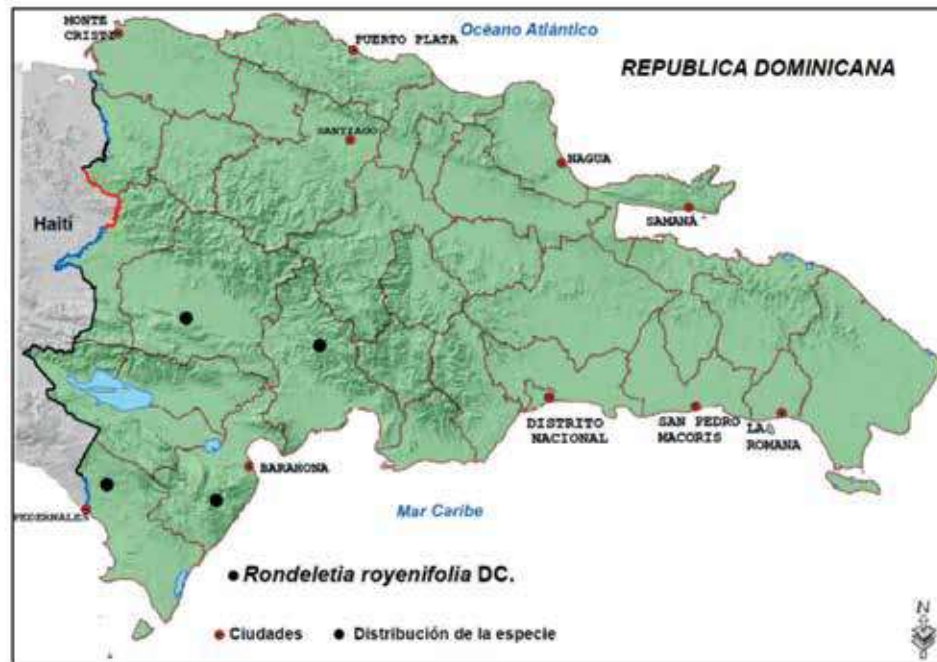 MONTE
CRISTI
PUERTO PLATA
Océano Atlántico
REPUBLICA DOMINICANA
SANTIAGO
NAGUA
Haití
SAMANA
DISTRITO
NACIONAL
SAN PEDRO
MACORIS
LA
ROMANA
BARAHONA
PEDERNALES
Mar Caribe
Rondeletia royenifolia DC.
Ciudades
Distribución de la especie
N